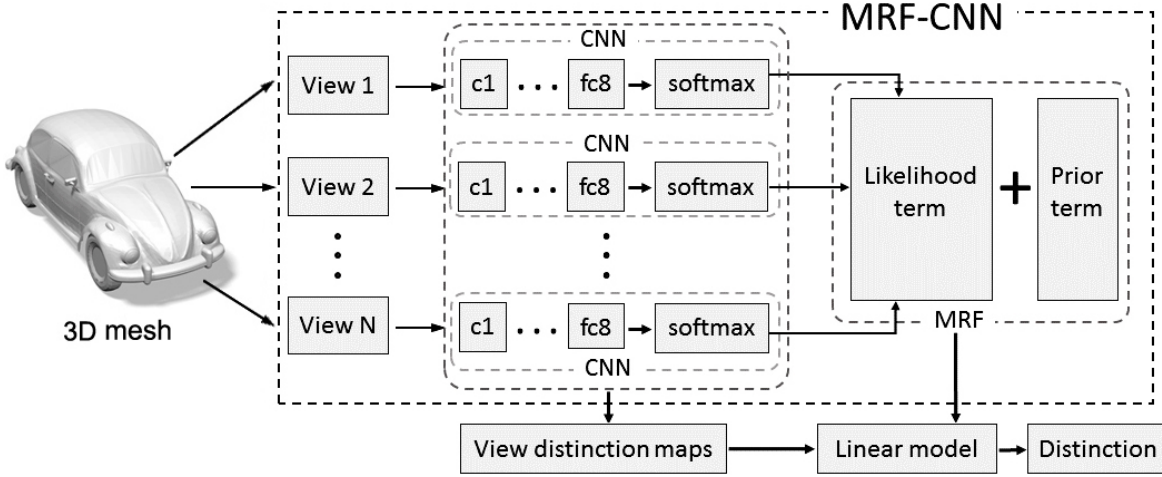 MRF-CNN
CNN
View 1
c1 ... fc8 softmax
CNN
View 2
c1 ... fc8 softmax
Likelihood
term
+
Prior
term
3D mesh
View N
c1 ... fc8 softmax
CNN
MRF
View distinction maps
Linear model
Distinction